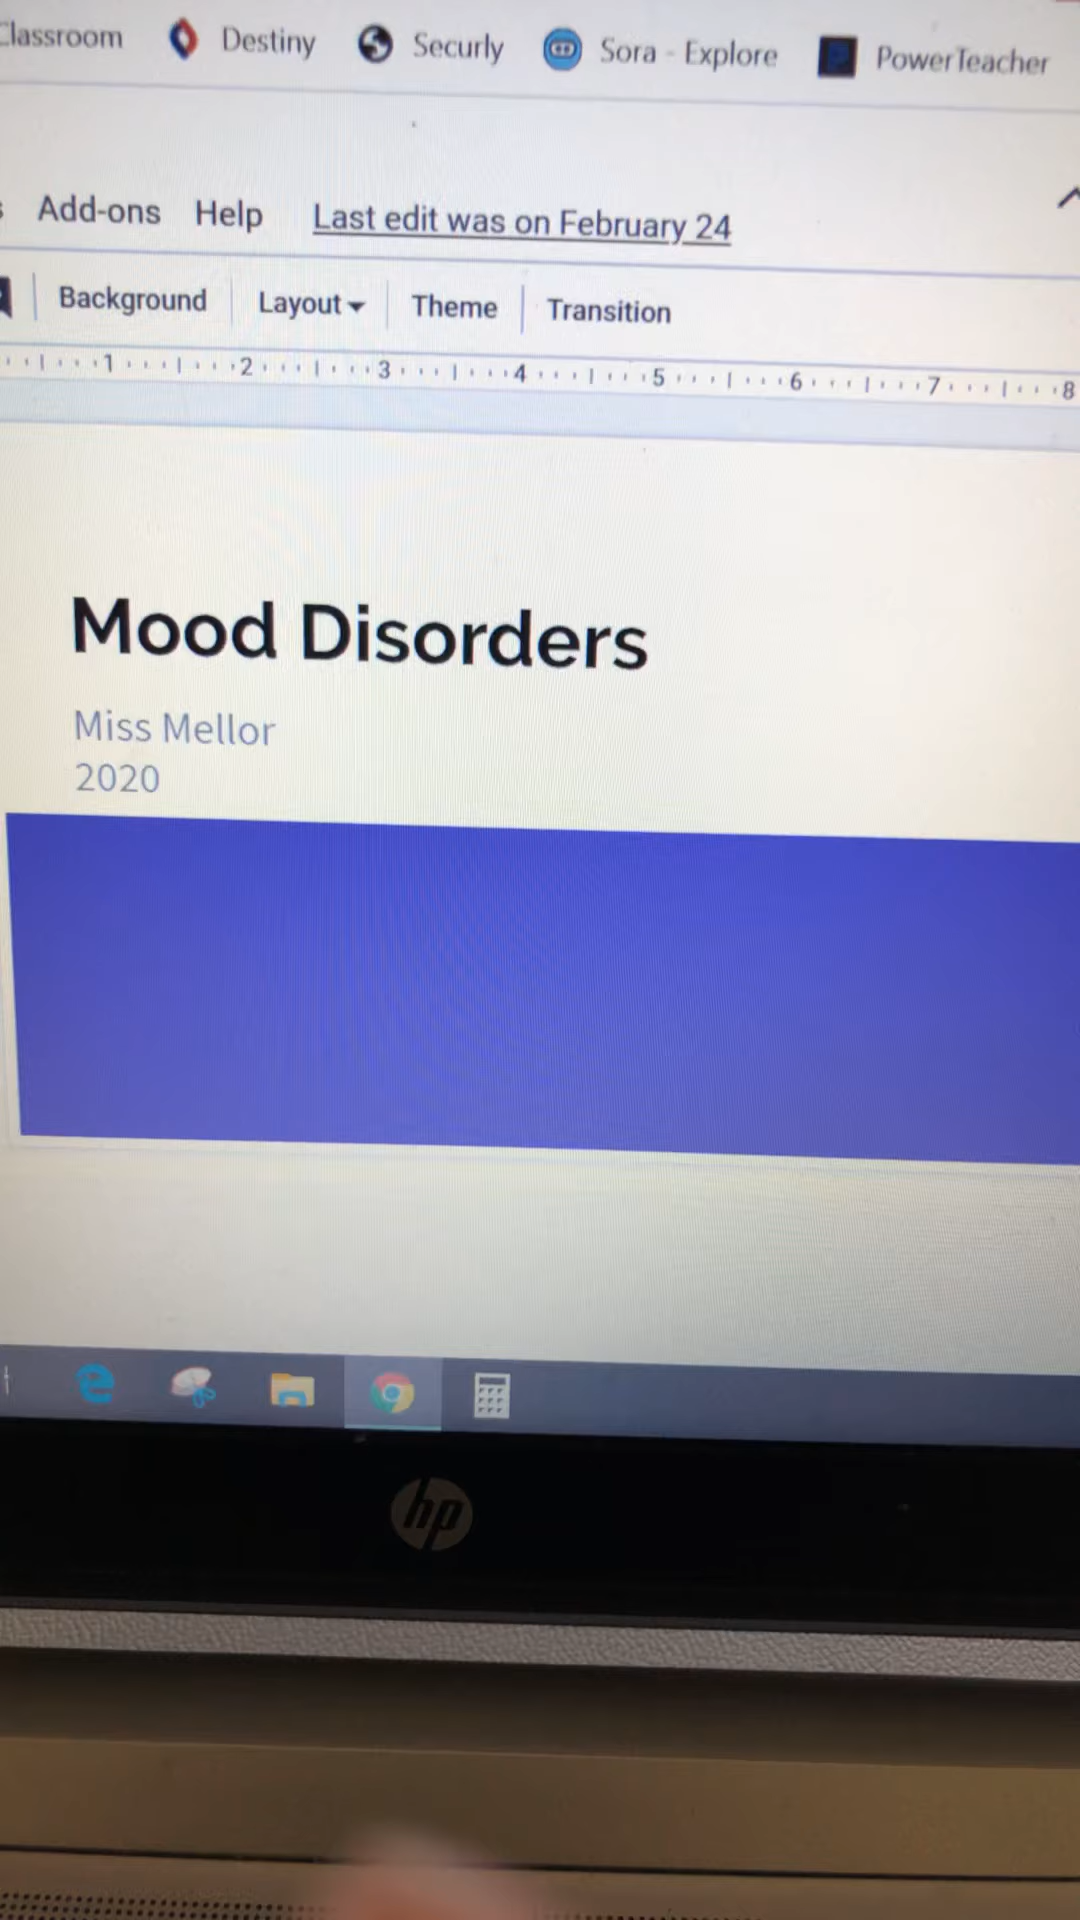 Classroom Destiny Securly Sora - Explore PowerTeacher
Add-ons Help Last edit was on February 24
Background Layout Theme Transition
1 2 3 4 5 6 7 8
Mood Disorders
Miss Mellor
2020
hp